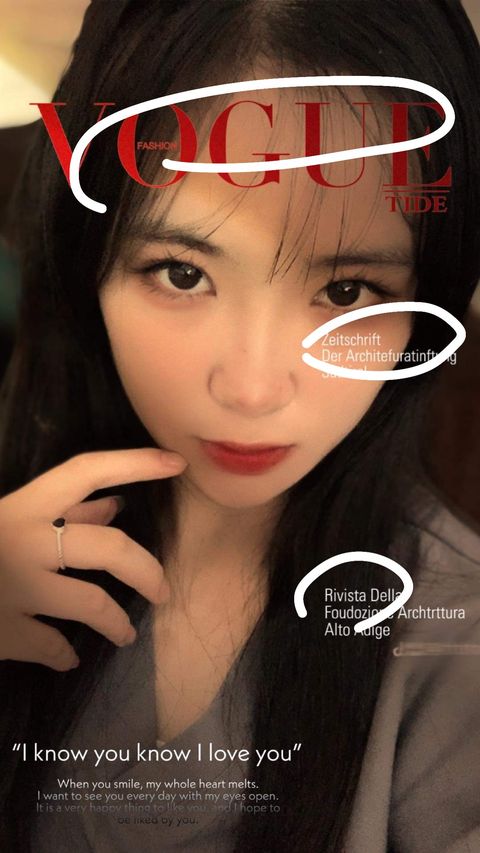 VOGUE
FASHION
TIDE
Zeitschrift
Der Architefuratinftung
Rivista Della
Foudozione Archtrttura
Alto Adige
“I know you know I love you”
When you smile, my whole heart melts.
I want to see you every day with my eyes open.
It is a very happy thing to like you, and I hope to
be liked by you.